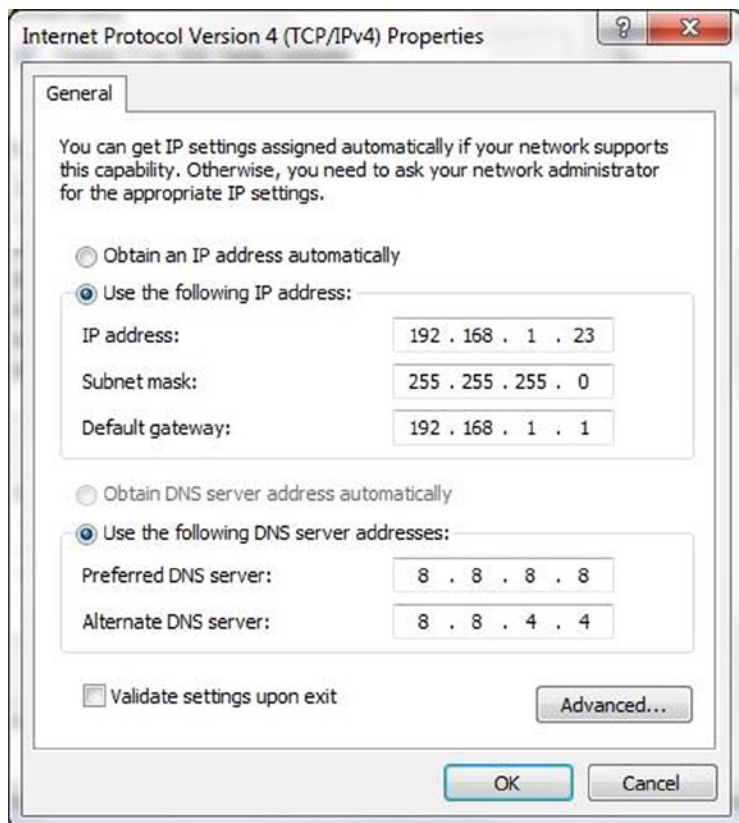 Internet Protocol Version 4 (TCP/IPv4) Properties
?
X
General
You can get IP settings assigned automatically if your network supports
this capability. Otherwise, you need to ask your network administrator
for the appropriate IP settings.
Obtain an IP address automatically
Use the following IP address:
IP address: 192 . 168 . 1 . 23
Subnet mask: 255 . 255 . 255 . 0
Default gateway: 192 . 168 . 1 . 1
Obtain DNS server address automatically
Use the following DNS server addresses:
Preferred DNS server: 8 . 8 . 8 . 8
Alternate DNS server: 8 . 8 . 4 . 4
Validate settings upon exit
Advanced...
OK Cancel